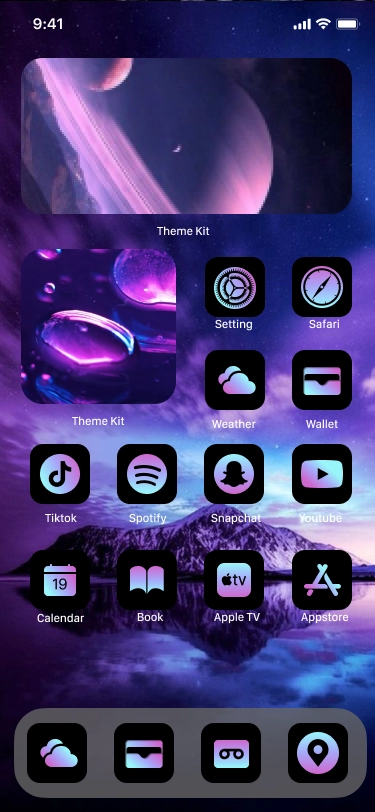 9:41
Theme Kit
Setting
Safari
Theme Kit
Weather
Wallet
Tiktok
Spotify
Snapchat
Youtube
19
tv
Calendar
Book
Apple TV
Appstore